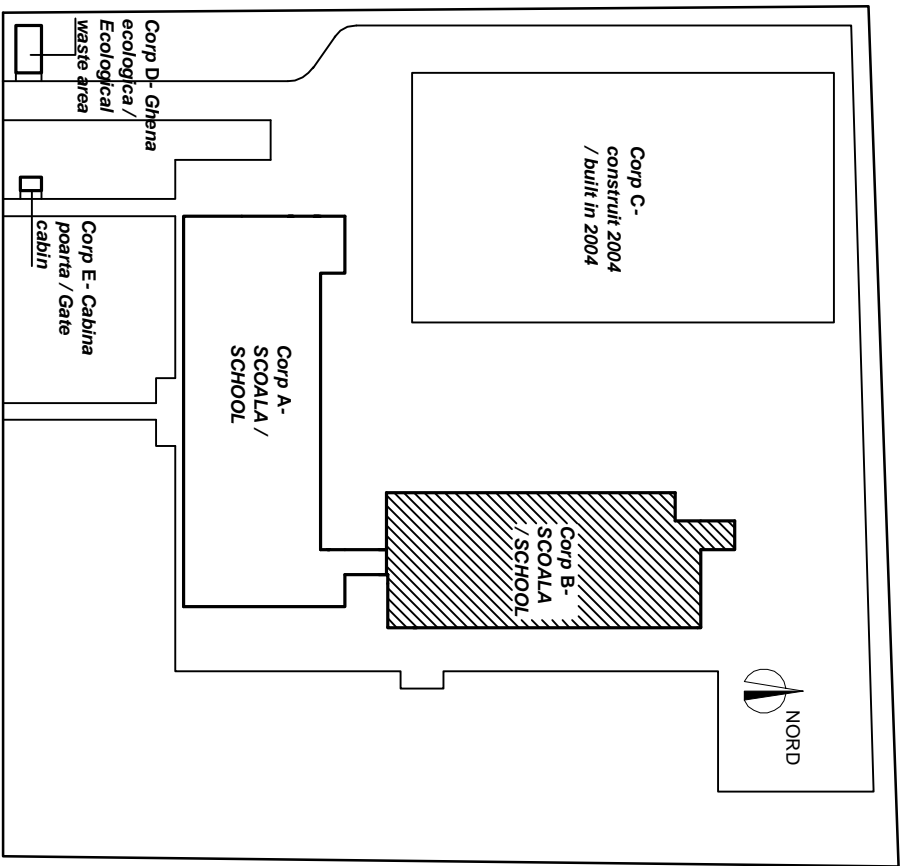 Corp D- Ghena
ecologica /
Ecological
waste area
Corp C-
construit 2004
/ built in 2004
Corp E- Cabina
poarta / Gate
cabin
Corp A-
SCOALA /
SCHOOL
Corp B-
SCOALA
/ SCHOOL
NORD